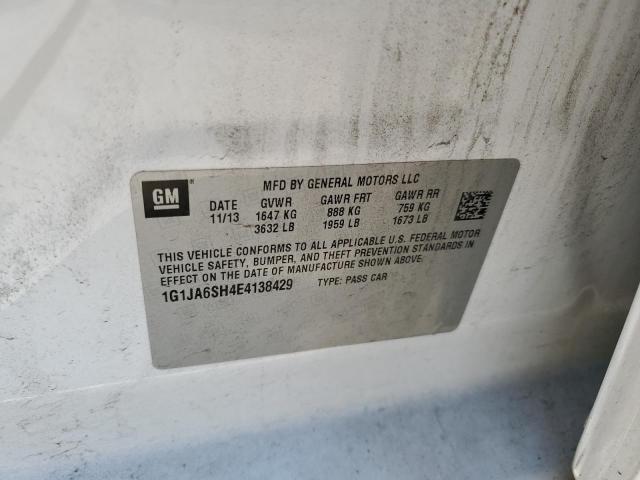 GM
MFD BY GENERAL MOTORS LLC
DATE GVWR GAWR FRT GAWR RR
11/13 1647 KG 888 KG 759 KG
3632 LB 1959 LB 1673 LB
THIS VEHICLE CONFORMS TO ALL APPLICABLE U.S. FEDERAL MOTOR
VEHICLE SAFETY, BUMPER, AND THEFT PREVENTION STANDARDS IN
EFFECT ON THE DATE OF MANUFACTURE SHOWN ABOVE.
1G1JA6SH4E4138429 TYPE: PASS CAR